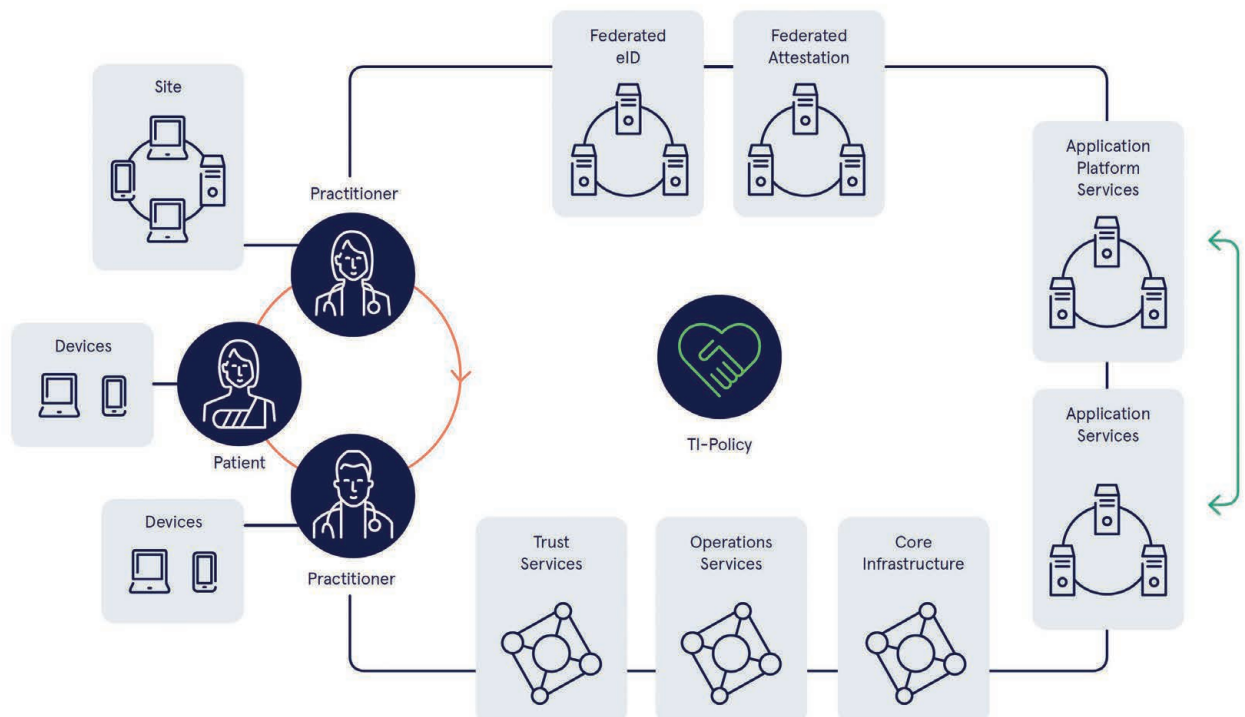 Federated
eID
Federated
Attestation
Site
Practitioner
Application
Platform
Services
Devices
Patient
TI-Policy
Application
Services
Devices
Practitioner
Trust
Services
Operations
Services
Core
Infrastructure